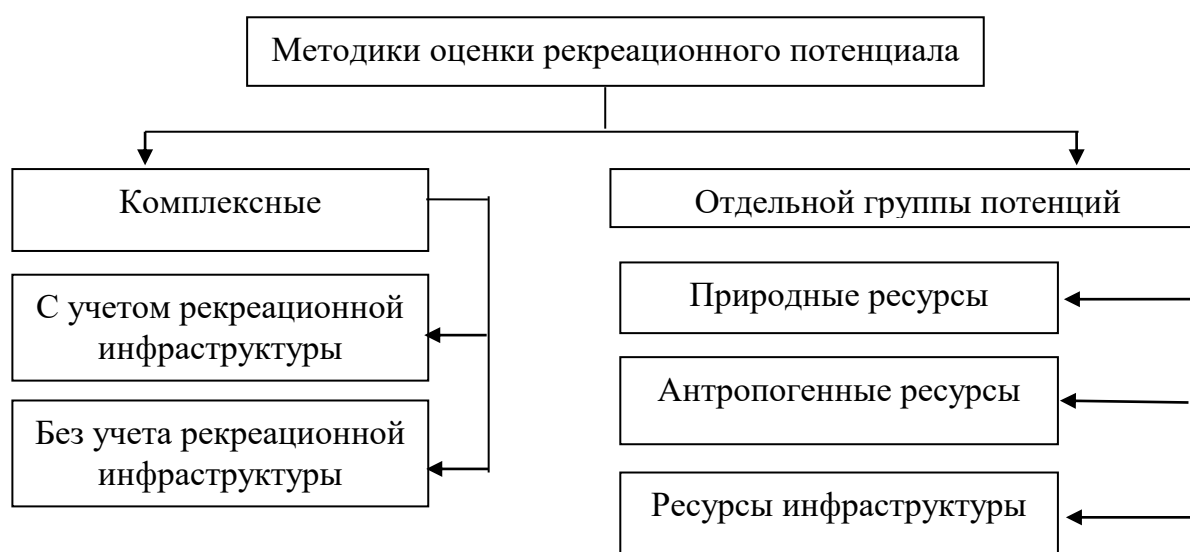 Методики оценки рекреационного потенциала
Комплексные
С учетом рекреационной
инфраструктуры
Без учета рекреационной
инфраструктуры
Отдельной группы потенций
Природные ресурсы
Антропогенные ресурсы
Ресурсы инфраструктуры